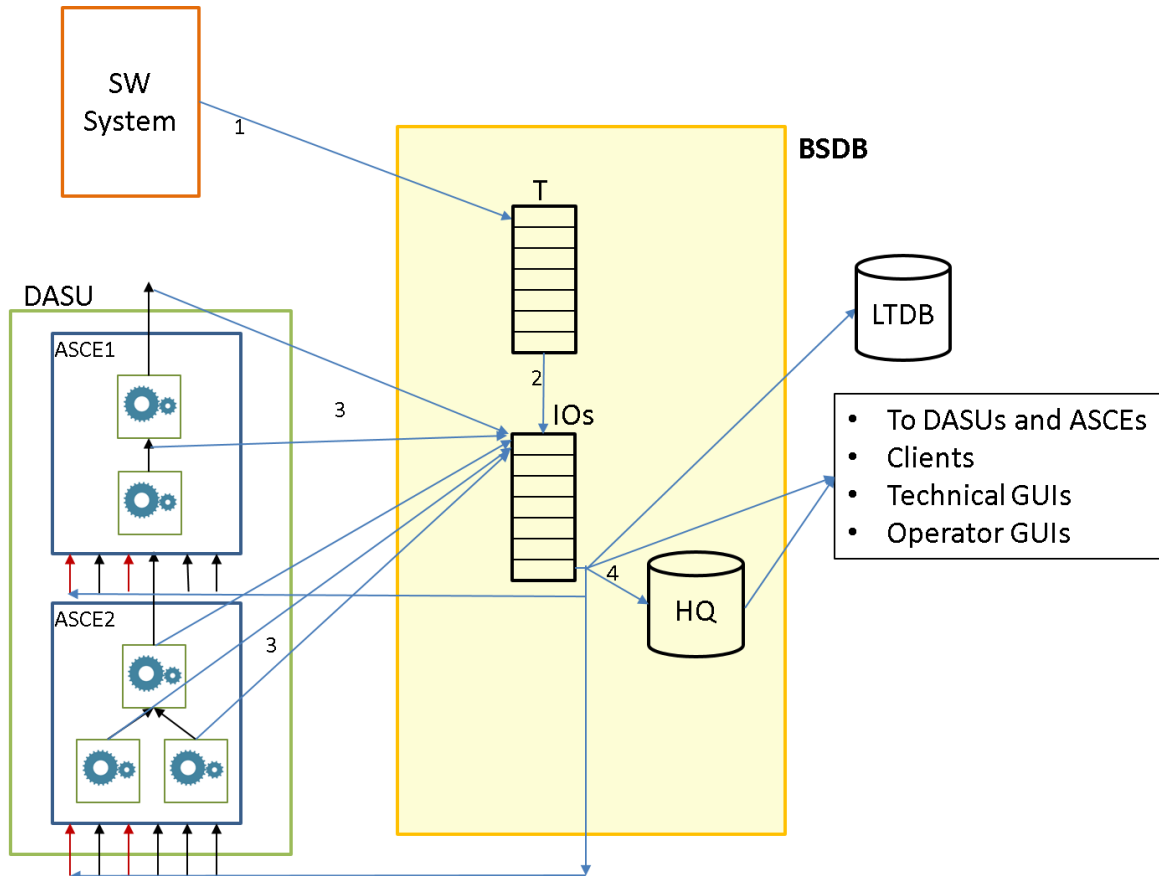 SW
System
1
BSDB
T
DASU
LTDB
ASCE1
2
3
IOs
• To DASUs and ASCEs
• Clients
• Technical GUIs
• Operator GUIs
4
HQ
ASCE2
3